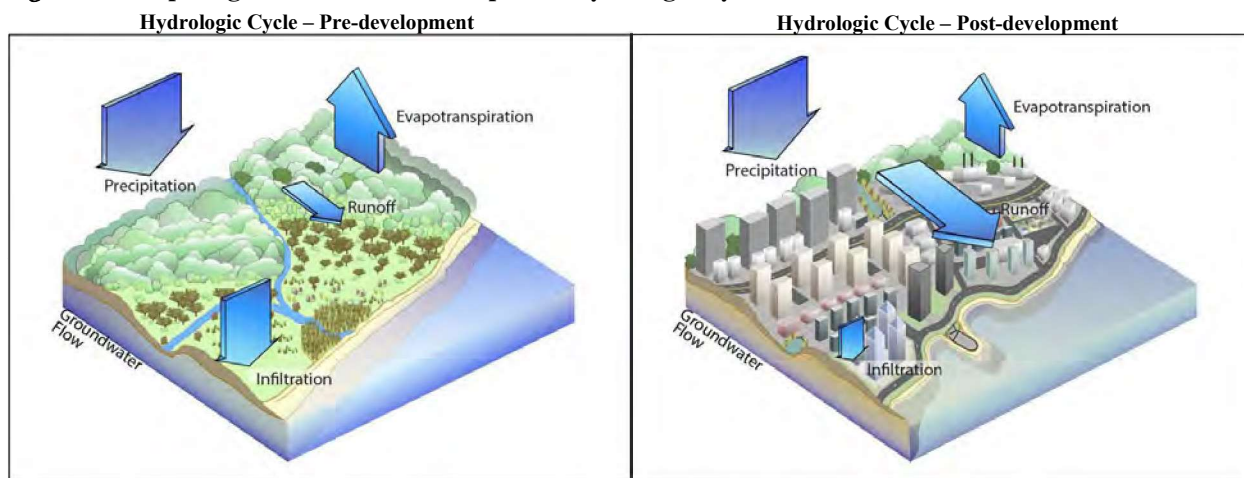 Hydrologic Cycle – Pre-development
Precipitation
Evapotranspiration
Runoff
Groundwater
Flow
Infiltration
Hydrologic Cycle – Post-development
Precipitation
Evapotranspiration
Runoff
Groundwater
Flow
Infiltration